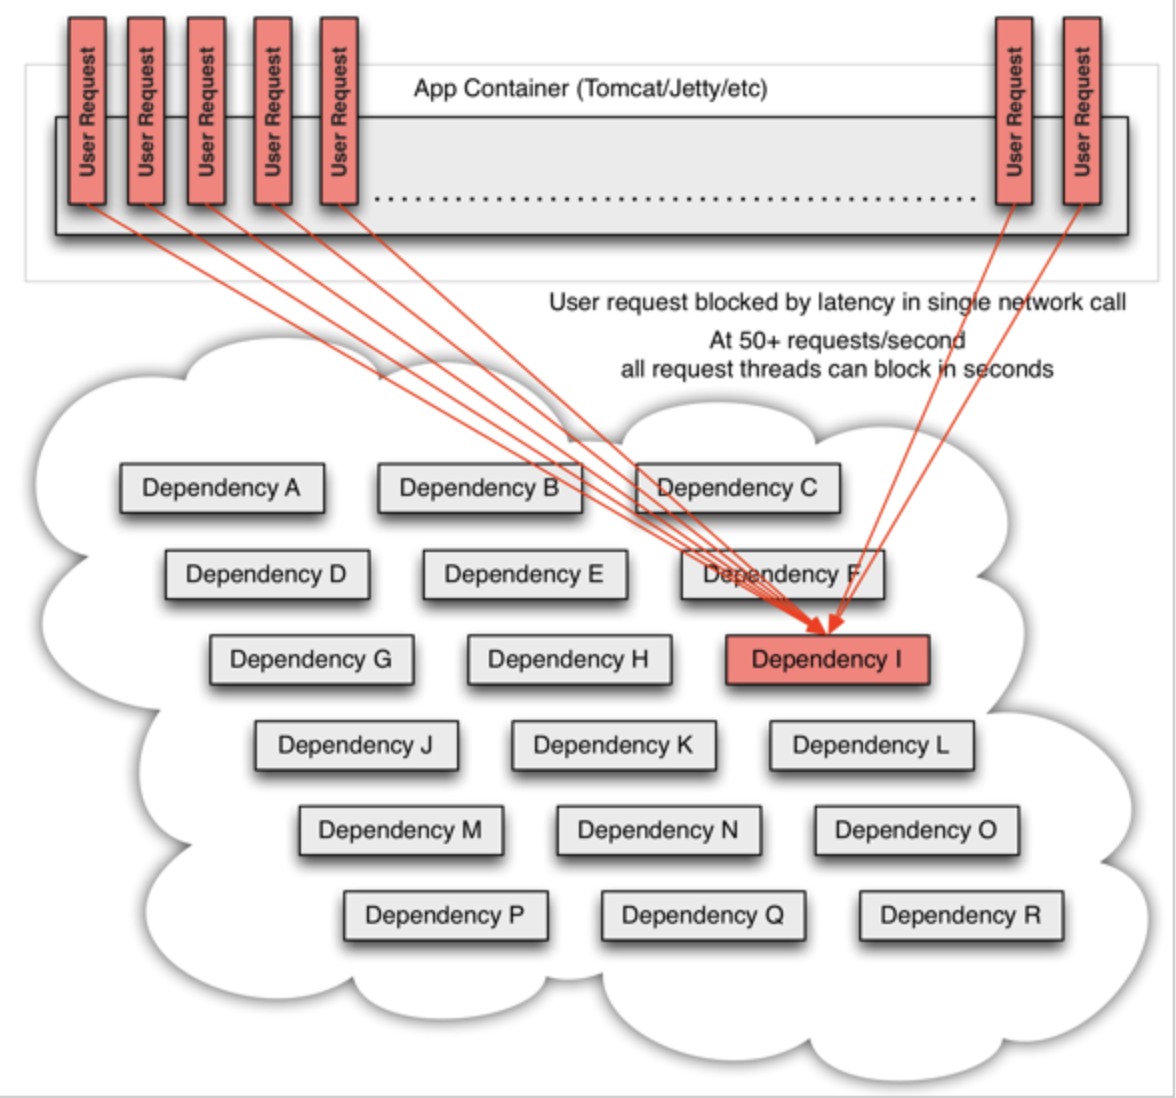 User Request
User Request
User Request
User Request
User Request
User Request
User Request
App Container (Tomcat/Jetty/etc)
User request blocked by latency in single network call
At 50+ requests/second
all request threads can block in seconds
Dependency A
Dependency B
Dependency C
Dependency D
Dependency E
Dependency F
Dependency G
Dependency H
Dependency I
Dependency J
Dependency K
Dependency L
Dependency M
Dependency N
Dependency O
Dependency P
Dependency Q
Dependency R